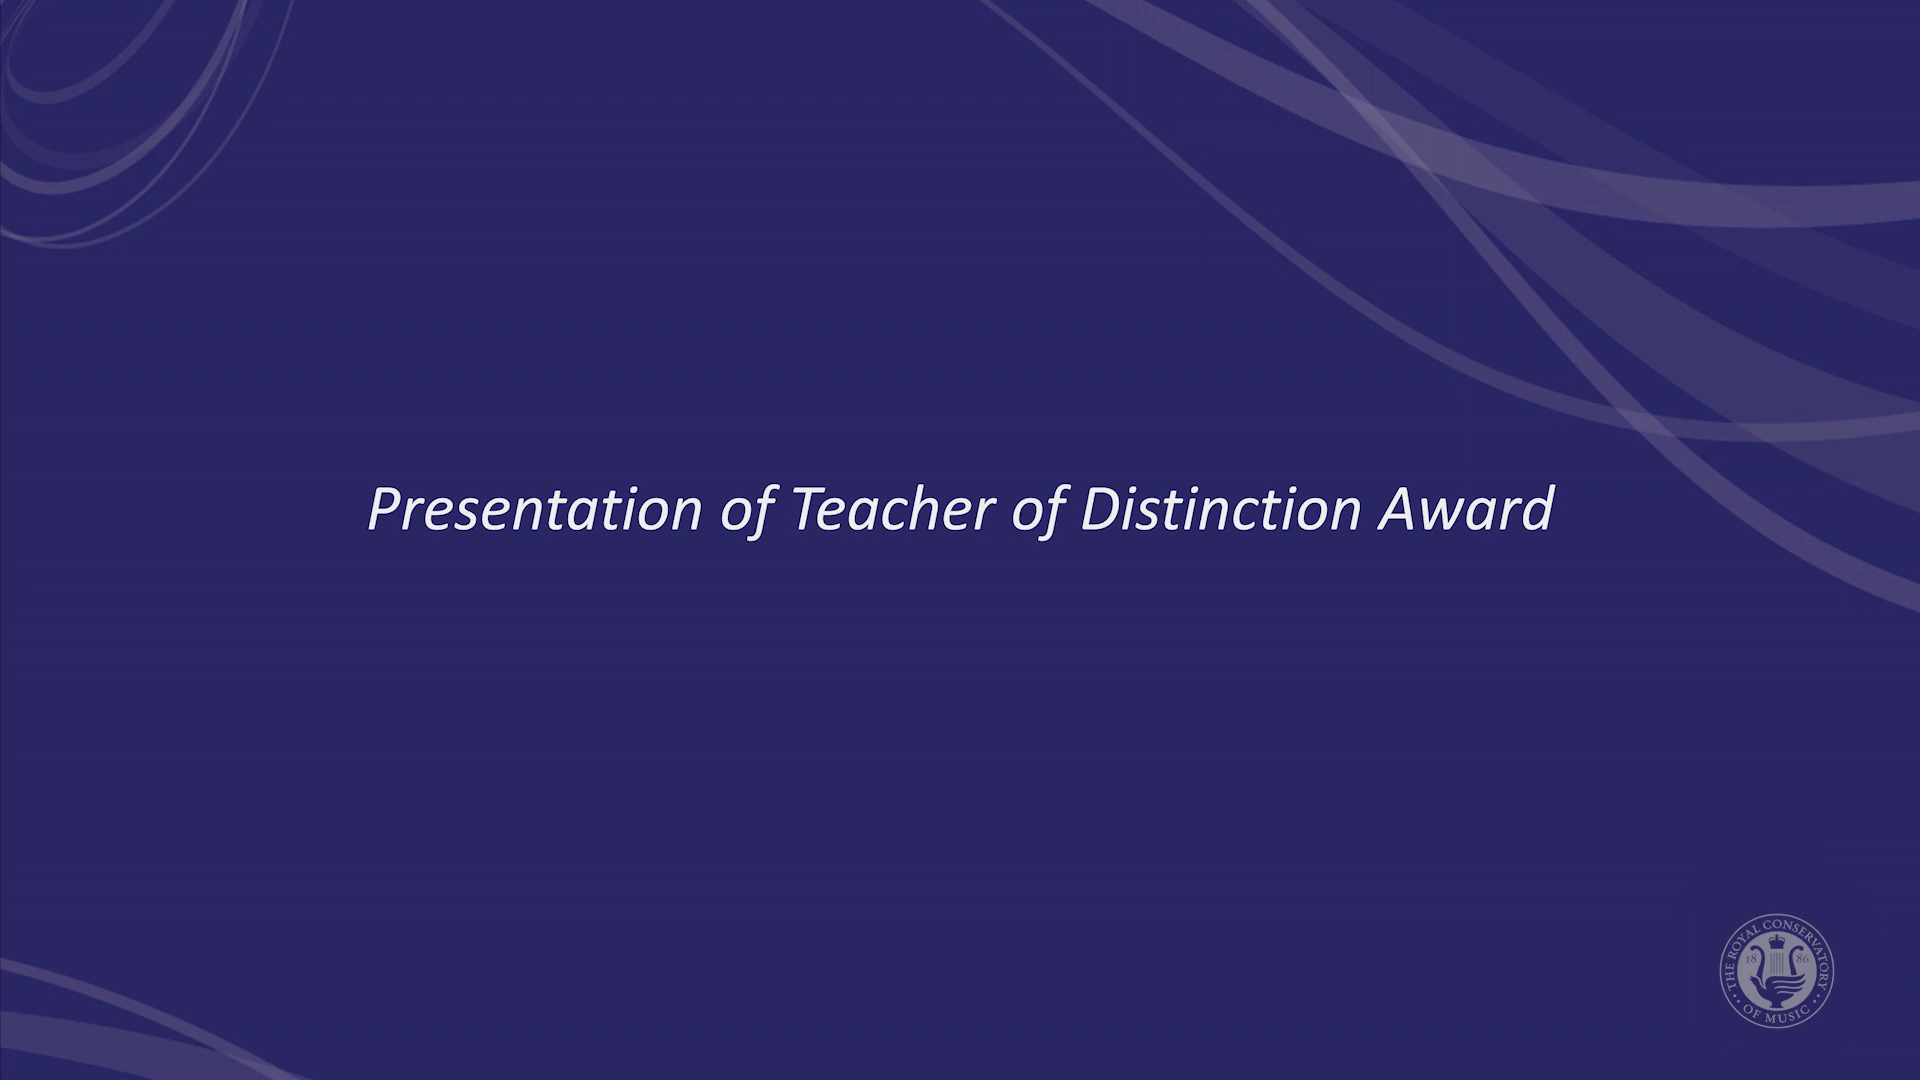 Presentation of Teacher of Distinction Award
THE ROYAL CONSERVATORY
18 86
OF MUSIC